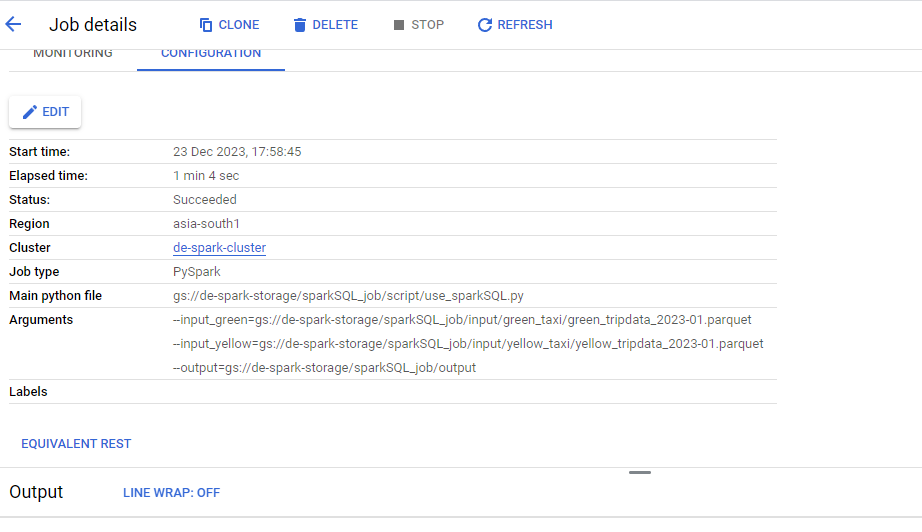 Job details CLONE DELETE STOP REFRESH
MONITORING CONFIGURATION
EDIT
Start time: 23 Dec 2023, 17:58:45
Elapsed time: 1 min 4 sec
Status: Succeeded
Region asia-south1
Cluster de-spark-cluster
Job type PySpark
Main python file gs://de-spark-storage/sparkSQL_job/script/use_sparkSQL.py
Arguments --input_green=gs://de-spark-storage/sparkSQL_job/input/green_taxi/green_tripdata_2023-01.parquet
--input_yellow=gs://de-spark-storage/sparkSQL_job/input/yellow_taxi/yellow_tripdata_2023-01.parquet
--output=gs://de-spark-storage/sparkSQL_job/output
Labels
EQUIVALENT REST
Output LINE WRAP: OFF